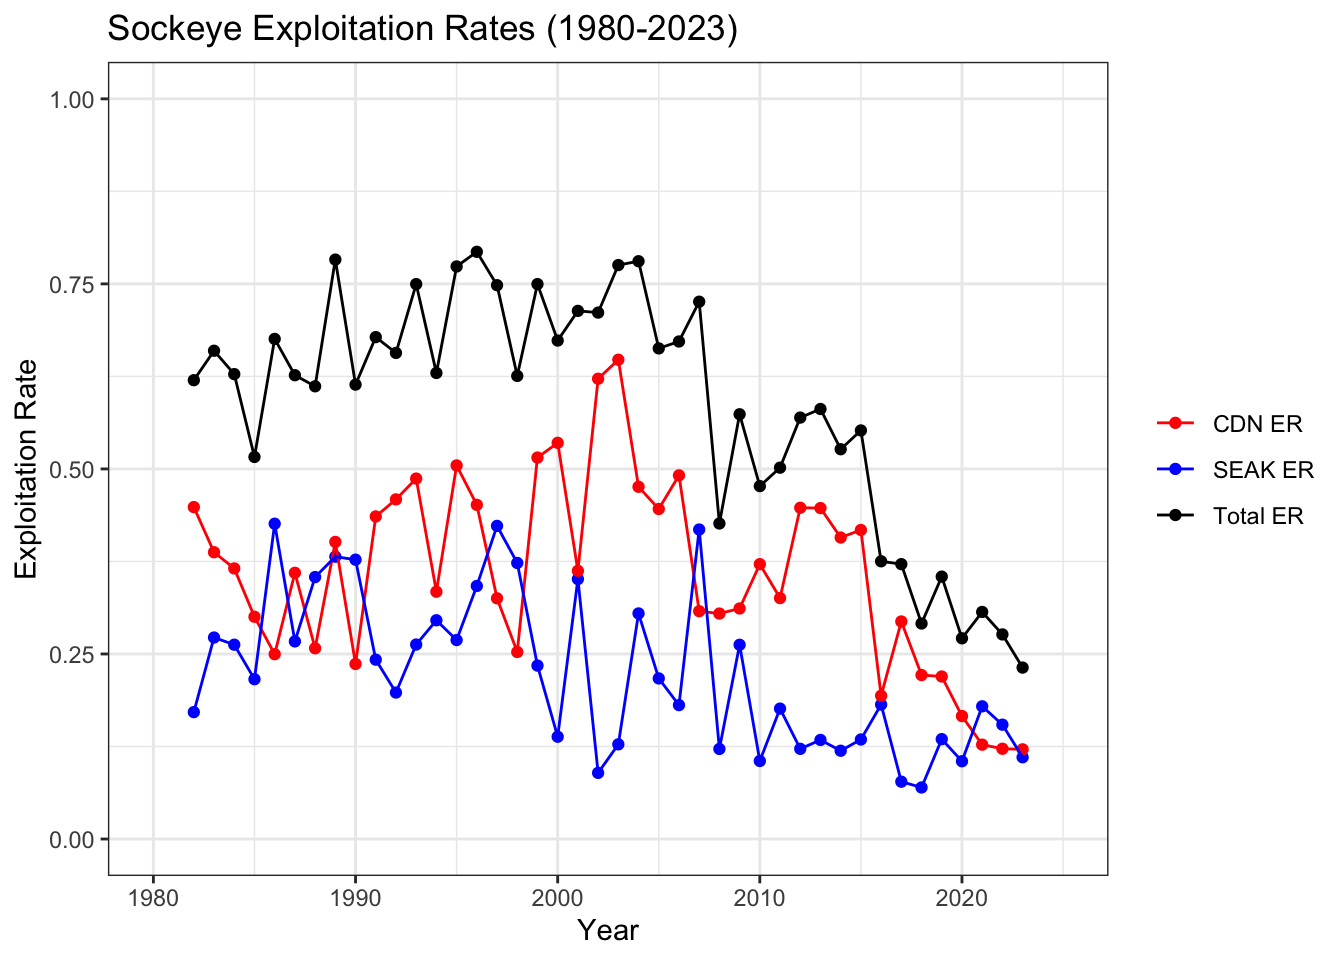 Sockeye Exploitation Rates (1980-2023)
Exploitation Rate
1.00
0.75
0.50
0.25
0.00
1980 1990 2000 2010 2020
Year
CDN ER
SEAK ER
Total ER